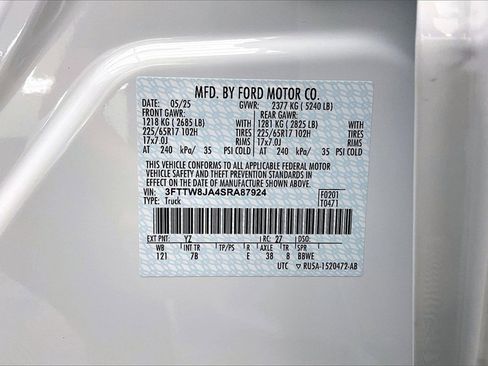 MFD. BY FORD MOTOR CO.
DATE: 05/25 GVWR: 2377 KG ( 5240 LB)
FRONT GAWR: REAR GAWR:
1218 KG ( 2685 LB) 1281 KG ( 2825 LB)
225/65R17 102H TIRES 225/65R17 102H TIRES
17x7.0J RIMS 17x7.0J RIMS
AT 240 kPa/ 35 PSI COLD AT 240 kPa/ 35 PSI COLD
THIS VEHICLE CONFORMS TO ALL APPLICABLE FEDERAL MOTOR
VEHICLE SAFETY AND THEFT PREVENTION STANDARDS IN
EFFECT ON THE DATE OF MANUFACTURE SHOWN ABOVE.
VIN: 3FTTW8JA4SRA87924 F0201
TYPE: Truck T0471
EXT PNT: YZ RC: 27 DSO:
WB INT TR TP/PS R AXLE TR SPR
121 7B E 38 8 BBWE
UTC ▽ RU5A-1520472-AB